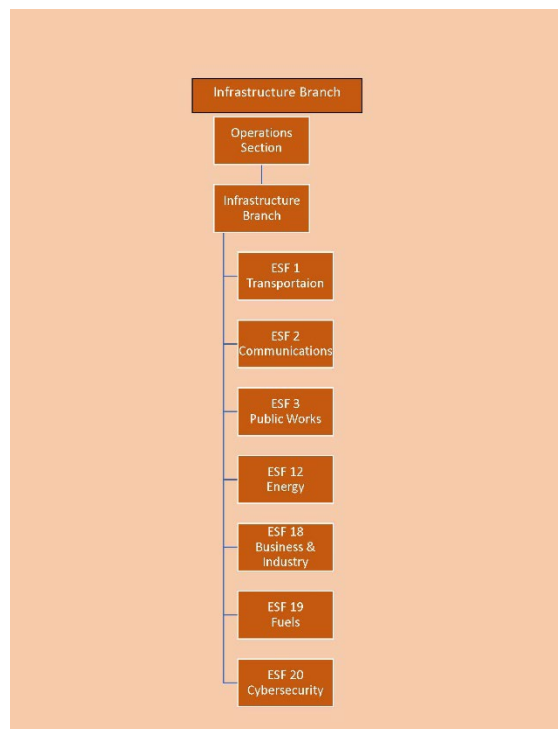 Infrastructure Branch
Operations
Section
Infrastructure
Branch
ESF 1
Transportaion
ESF 2
Communications
ESF 3
Public Works
ESF 12
Energy
ESF 18
Business &
Industry
ESF 19
Fuels
ESF 20
Cybersecurity